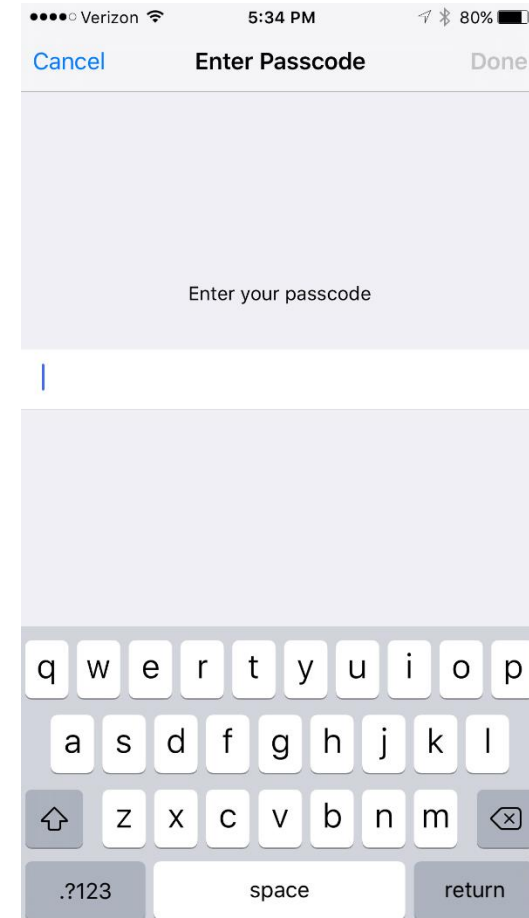 Verizon 5:34 PM 80%
Cancel Enter Passcode Done
Enter your passcode
q w e r t y u i o p
a s d f g h j k l
z x c v b n m
.?123 space return